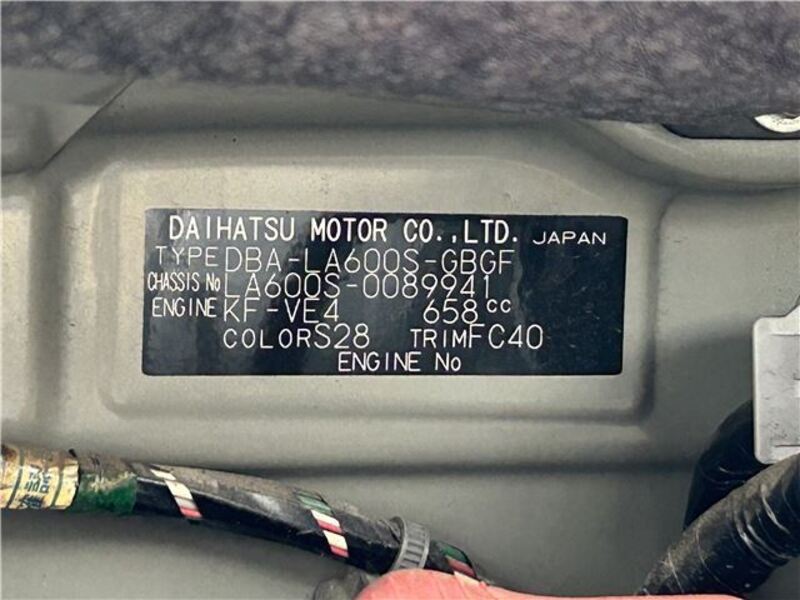 DAIHATSU MOTOR CO.,LTD. JAPAN
TYPE DBA-LA600S-GBGF
CHASSIS No LA600S-0089941
ENGINE KF-VE4 658cc
COLOR S28 TRIM FC40
ENGINE No